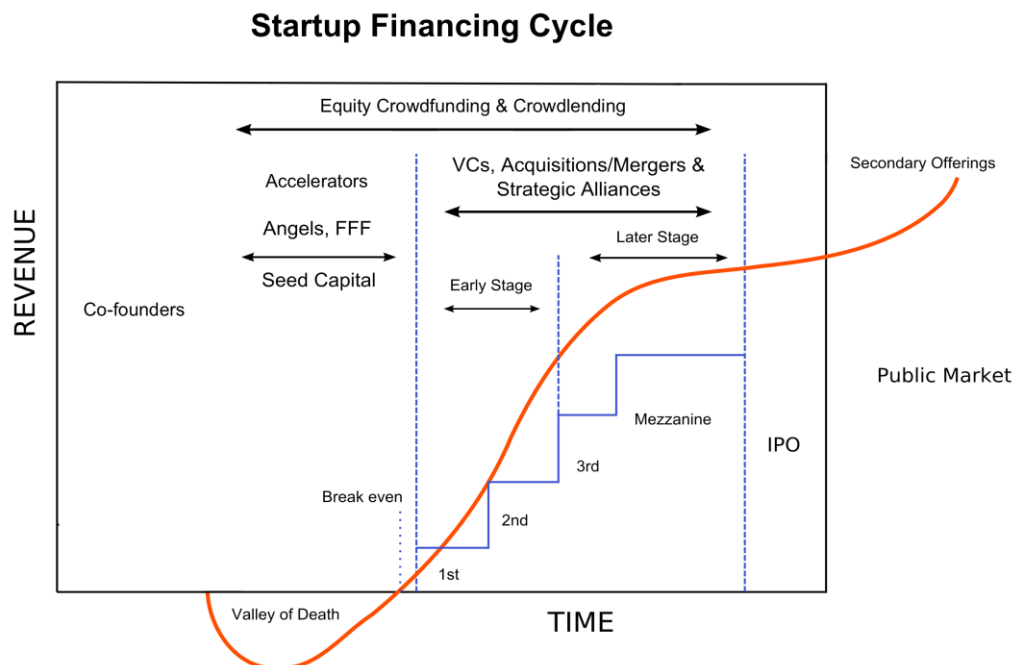 Startup Financing Cycle
Equity Crowdfunding & Crowdlending
VCs, Acquisitions/Mergers &
Strategic Alliances
Secondary Offerings
Accelerators
Angels, FFF
Later Stage
Seed Capital
Early Stage
REVENUE
Co-founders
Public Market
Mezzanine
IPO
3rd
Break even
2nd
1st
Valley of Death
TIME